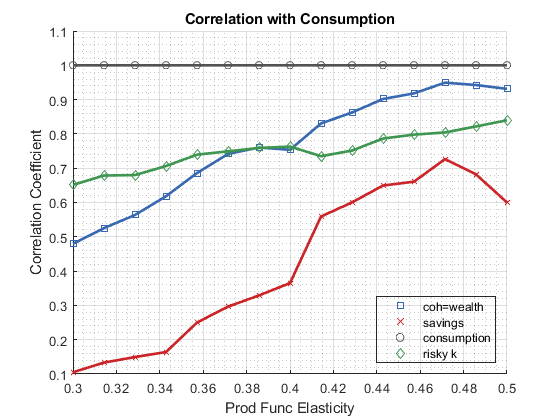 Correlation with Consumption
1.1
1
0.9
0.8
0.7
0.6
0.5
0.4
0.3
0.2
0.1
Correlation Coefficient
coh=wealth
savings
consumption
risky k
0.3 0.32 0.34 0.36 0.38 0.4 0.42 0.44 0.46 0.48 0.5
Prod Func Elasticity